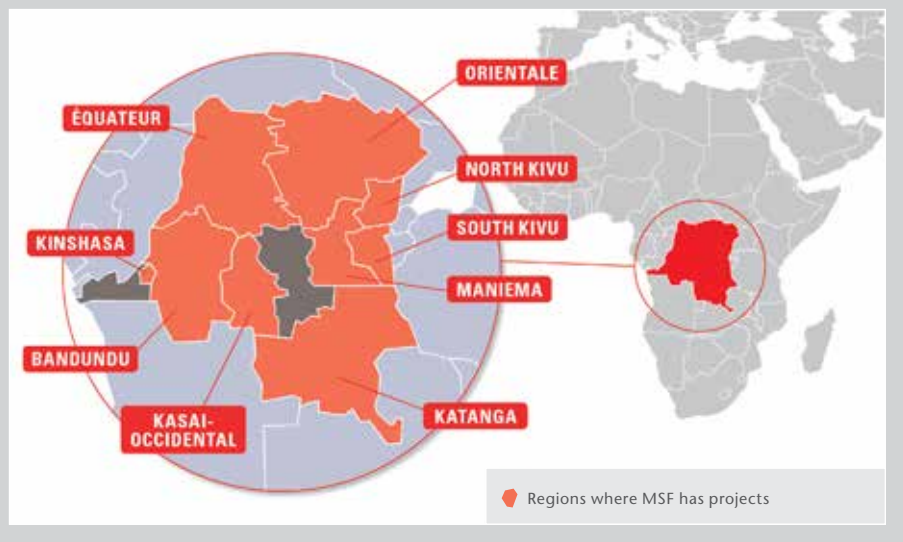 ORIENTALE
ÉQUATEUR
NORTH KIVU
SOUTH KIVU
KINSHASA
MANIEMA
BANDUNDU
KASAI-
OCCIDENTAL
KATANGA
Regions where MSF has projects